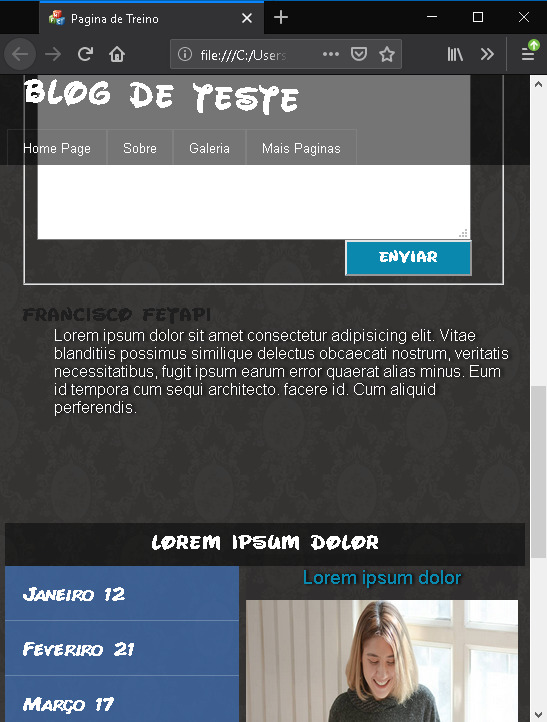 Pagina de Treino
file:///C:/Users
BLOG DE TESTE
Home Page Sobre Galeria Mais Paginas
ENVIAR
FRANCISCO FETAPI
Lorem ipsum dolor sit amet consectetur adipisicing elit. Vitae
blanditiis possimus similique delectus obcaecati nostrum, veritatis
necessitatibus, fugit ipsum earum error quaerat alias minus. Eum
id tempora cum sequi architecto. facere id. Cum aliquid
perferendis.
LOREM IPSUM DOLOR
Janeiro 12
Lorem ipsum dolor
Feveriro 21
Março 17